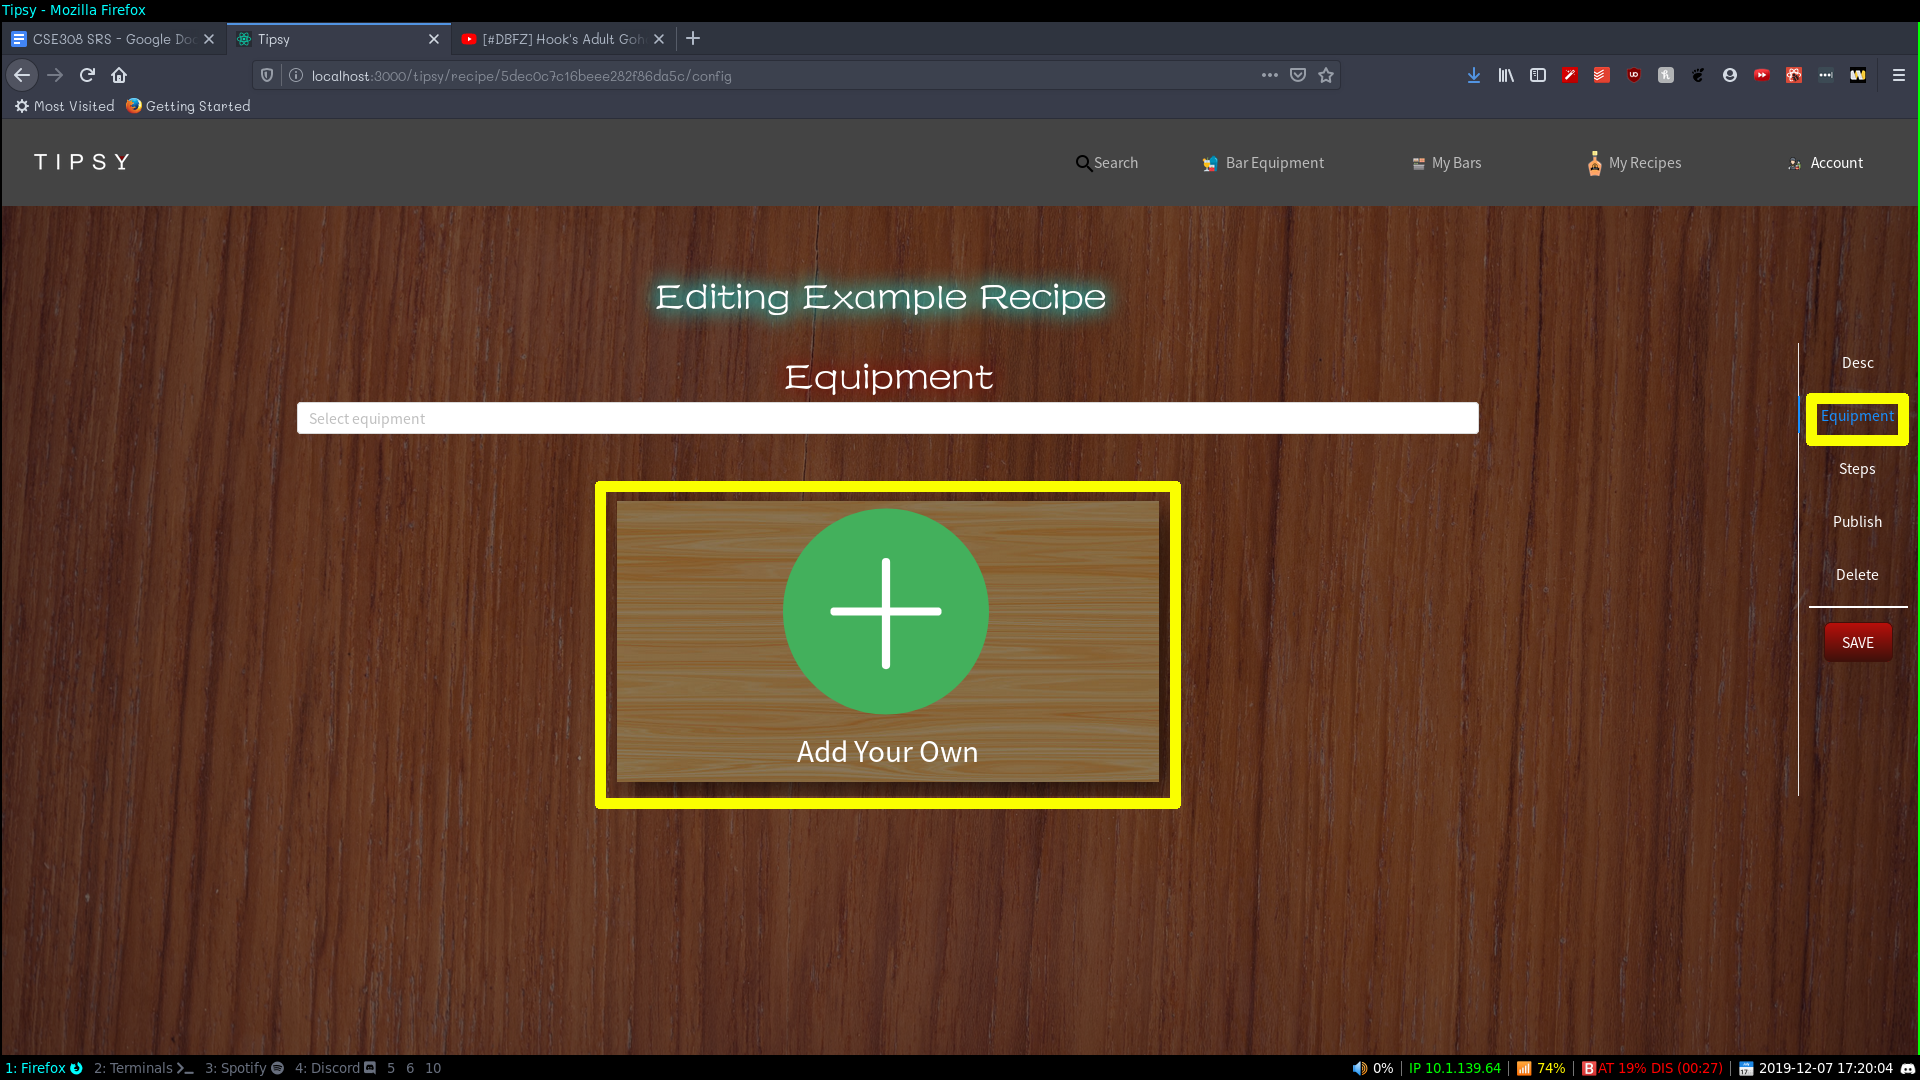 Tipsy - Mozilla Firefox
CSE308 SRS - Google Doc
Tipsy
[#DBFZ] Hook's Adult Goh
localhost:3000/tipsy/recipe/5dec0c7c16beee282f86da5c/config
Most Visited
Getting Started
TIPSY
Search
Bar Equipment
My Bars
My Recipes
Account
Editing Example Recipe
Equipment
Select equipment
Add Your Own
Desc
Equipment
Steps
Publish
Delete
SAVE
1: Firefox 2: Terminals 3: Spotify 4: Discord 5 6 10
0% | IP 10.1.139.64 | 74% | BAT 19% DIS (00:27) | 2019-12-07 17:20:04